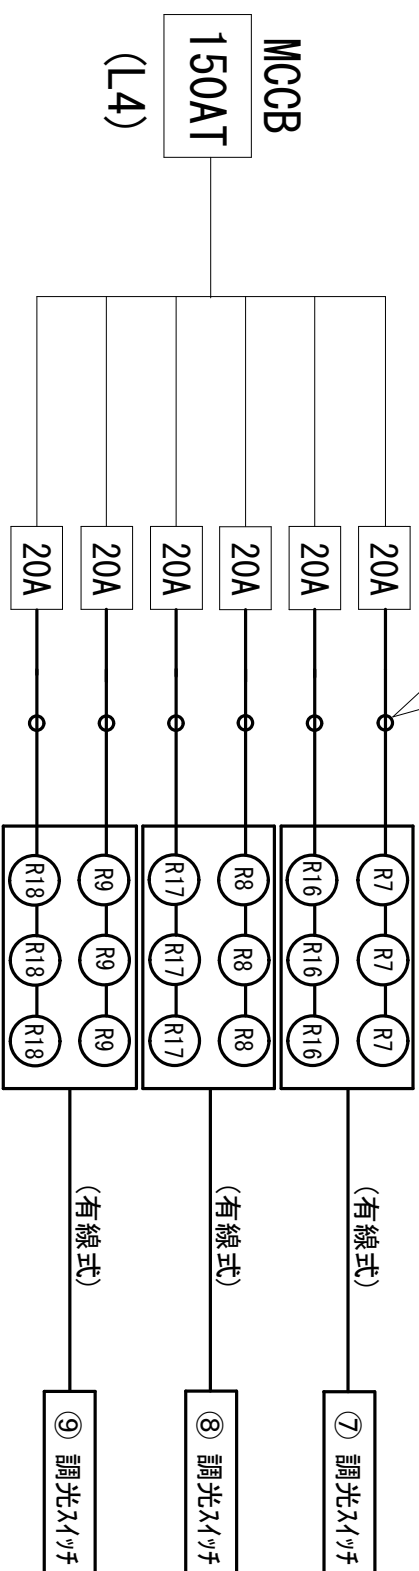 MCCB
150AT
(L4)
20A R7 R7 R7
20A R16 R16 R16
(有線式) ⑦ 調光ｽｲｯﾁ
20A R8 R8 R8
20A R17 R17 R17
(有線式) ⑧ 調光ｽｲｯﾁ
20A R9 R9 R9
20A R18 R18 R18
(有線式) ⑨ 調光ｽｲｯﾁ